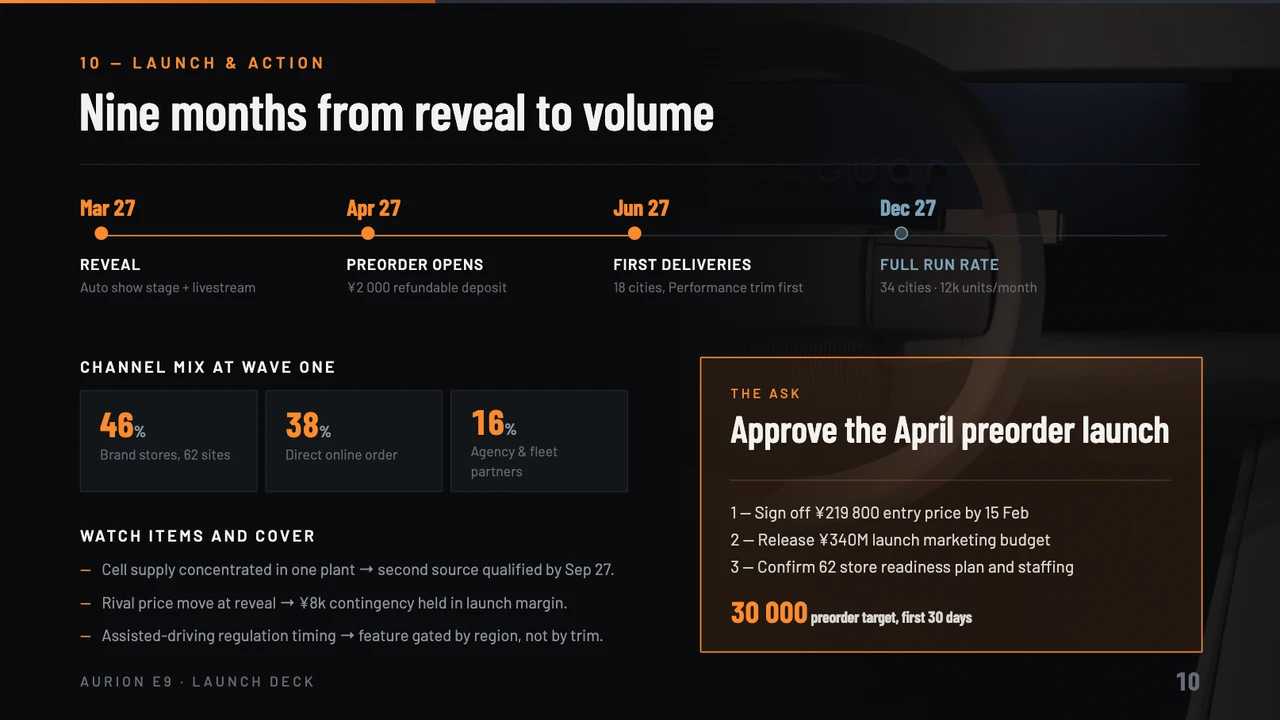 10 — LAUNCH & ACTION
Nine months from reveal to volume
Mar 27
Apr 27
Jun 27
Dec 27
REVEAL
PREORDER OPENS
FIRST DELIVERIES
FULL RUN RATE
Auto show stage + livestream
¥2 000 refundable deposit
18 cities, Performance trim first
34 cities · 12k units/month
CHANNEL MIX AT WAVE ONE
46%
Brand stores, 62 sites
38%
Direct online order
16%
Agency & fleet
partners
WATCH ITEMS AND COVER
— Cell supply concentrated in one plant → second source qualified by Sep 27.
— Rival price move at reveal → ¥8k contingency held in launch margin.
— Assisted-driving regulation timing → feature gated by region, not by trim.
THE ASK
Approve the April preorder launch
1 — Sign off ¥219 800 entry price by 15 Feb
2 — Release ¥340M launch marketing budget
3 — Confirm 62 store readiness plan and staffing
30 000 preorder target, first 30 days
AURION E9 · LAUNCH DECK
10